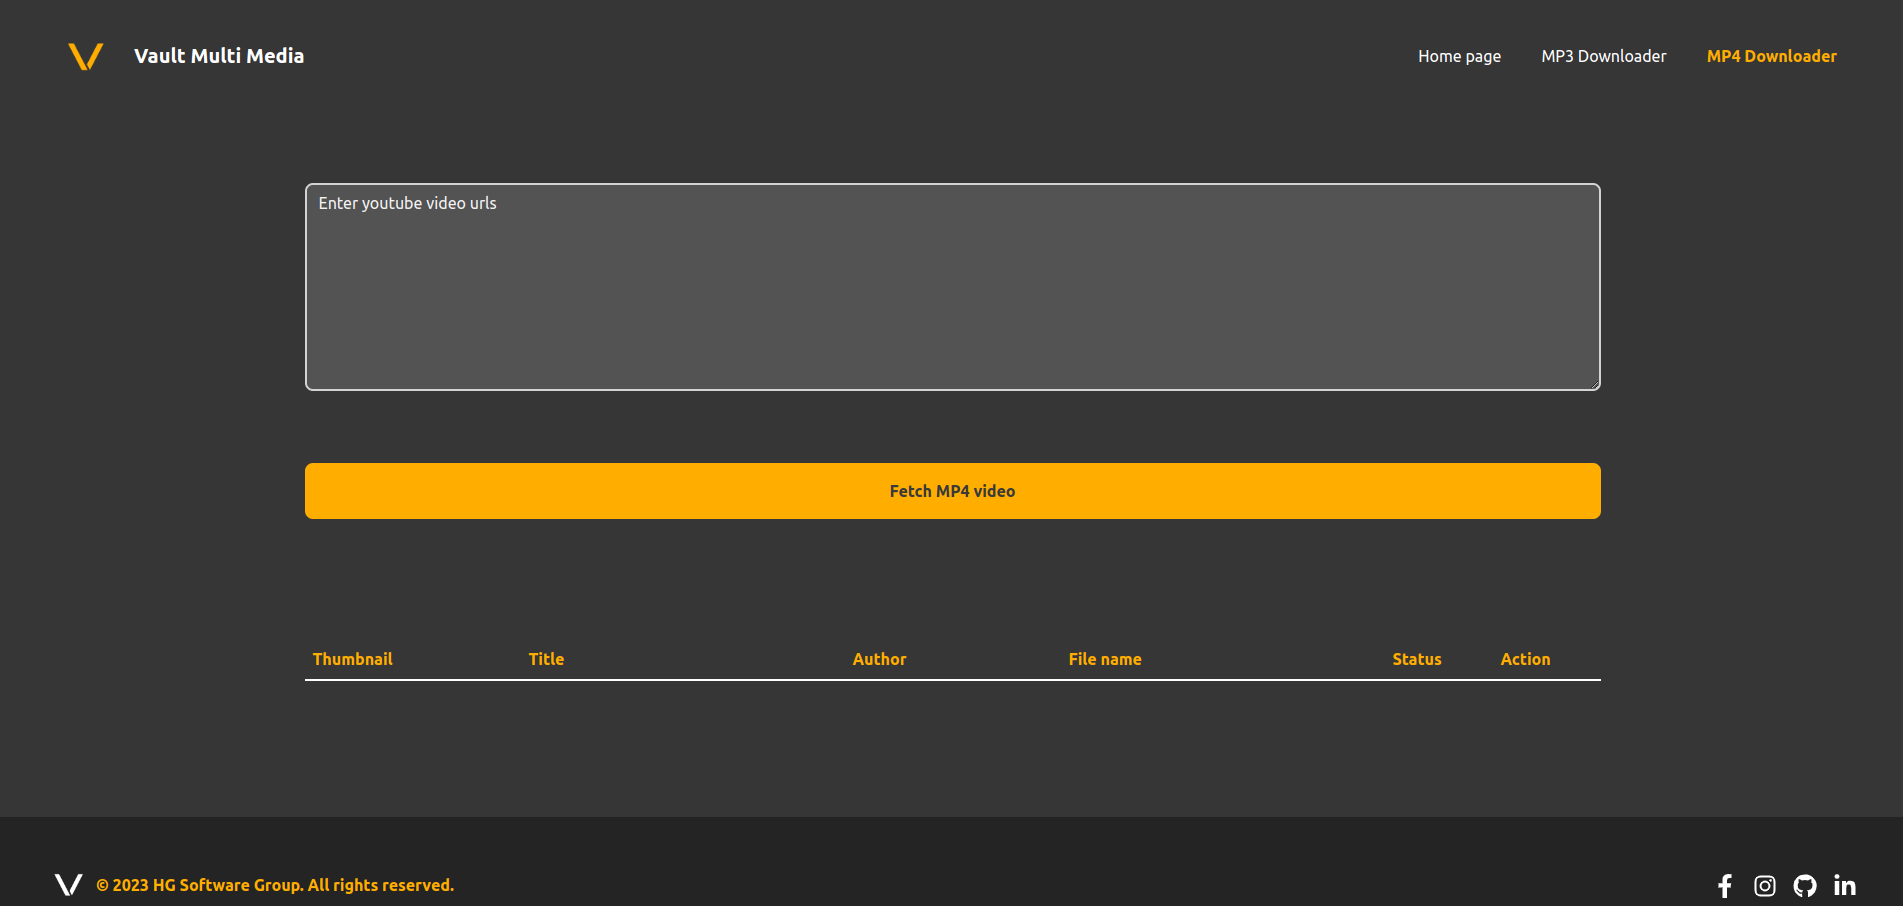 Vault Multi Media
Home page MP3 Downloader MP4 Downloader
Enter youtube video urls
Fetch MP4 video
Thumbnail Title Author File name Status Action
© 2023 HG Software Group. All rights reserved.